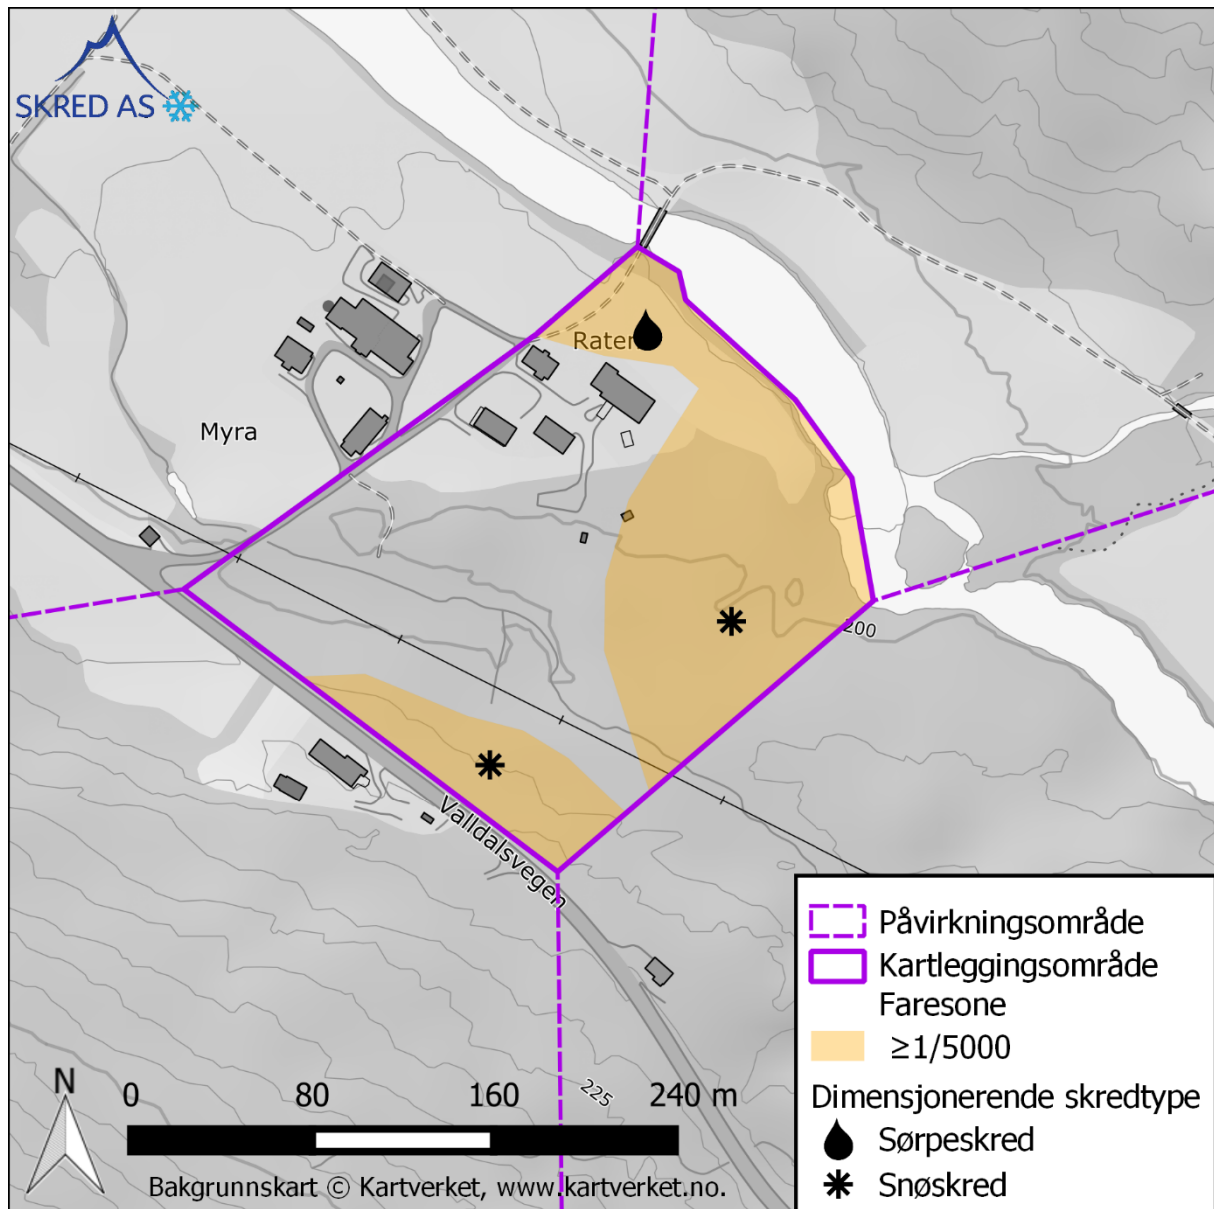 SKRED AS
Rater
Myra
200
Valldalsvegen
225
N
0 80 160 240 m
Bakgrunnskart © Kartverket, www.kartverket.no.
Påvirkningsområde
Kartleggingsområde
Faresone
≥1/5000
Dimensjonerende skredtype
Sørpeskred
Snøskred